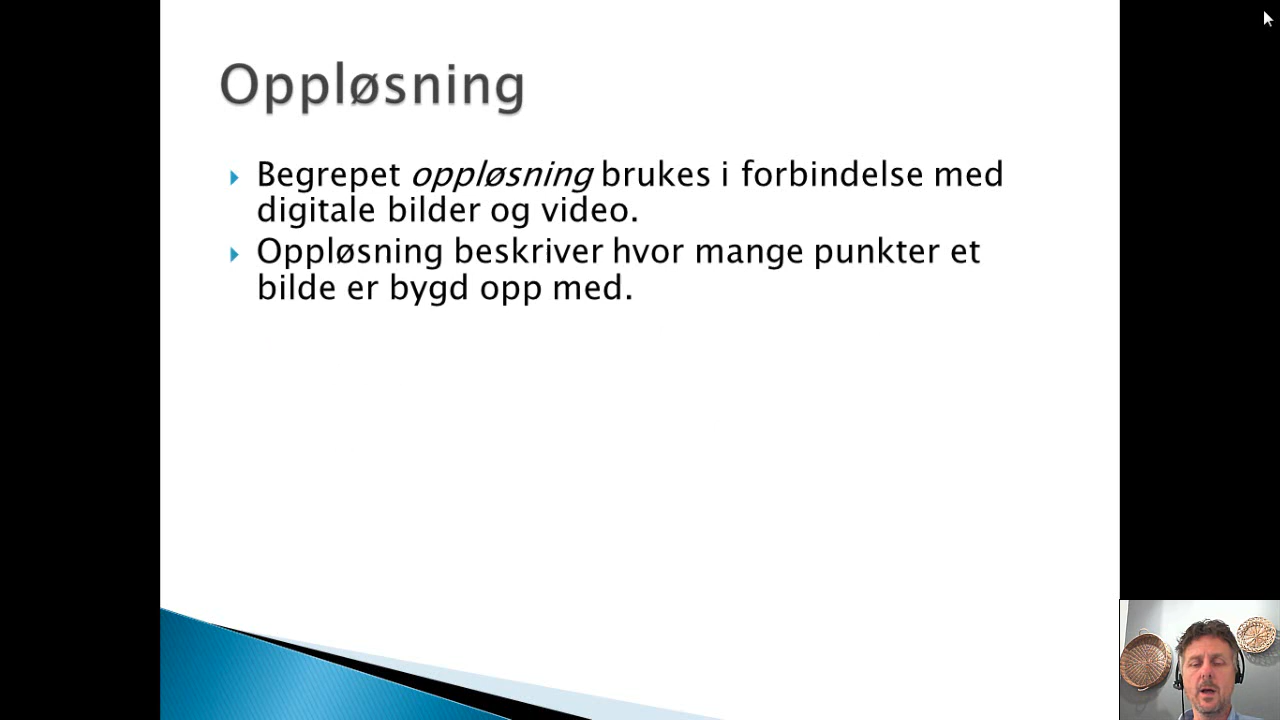 Oppløsning
Begrepet oppløsning brukes i forbindelse med
digitale bilder og video.
Oppløsning beskriver hvor mange punkter et
bilde er bygd opp med.